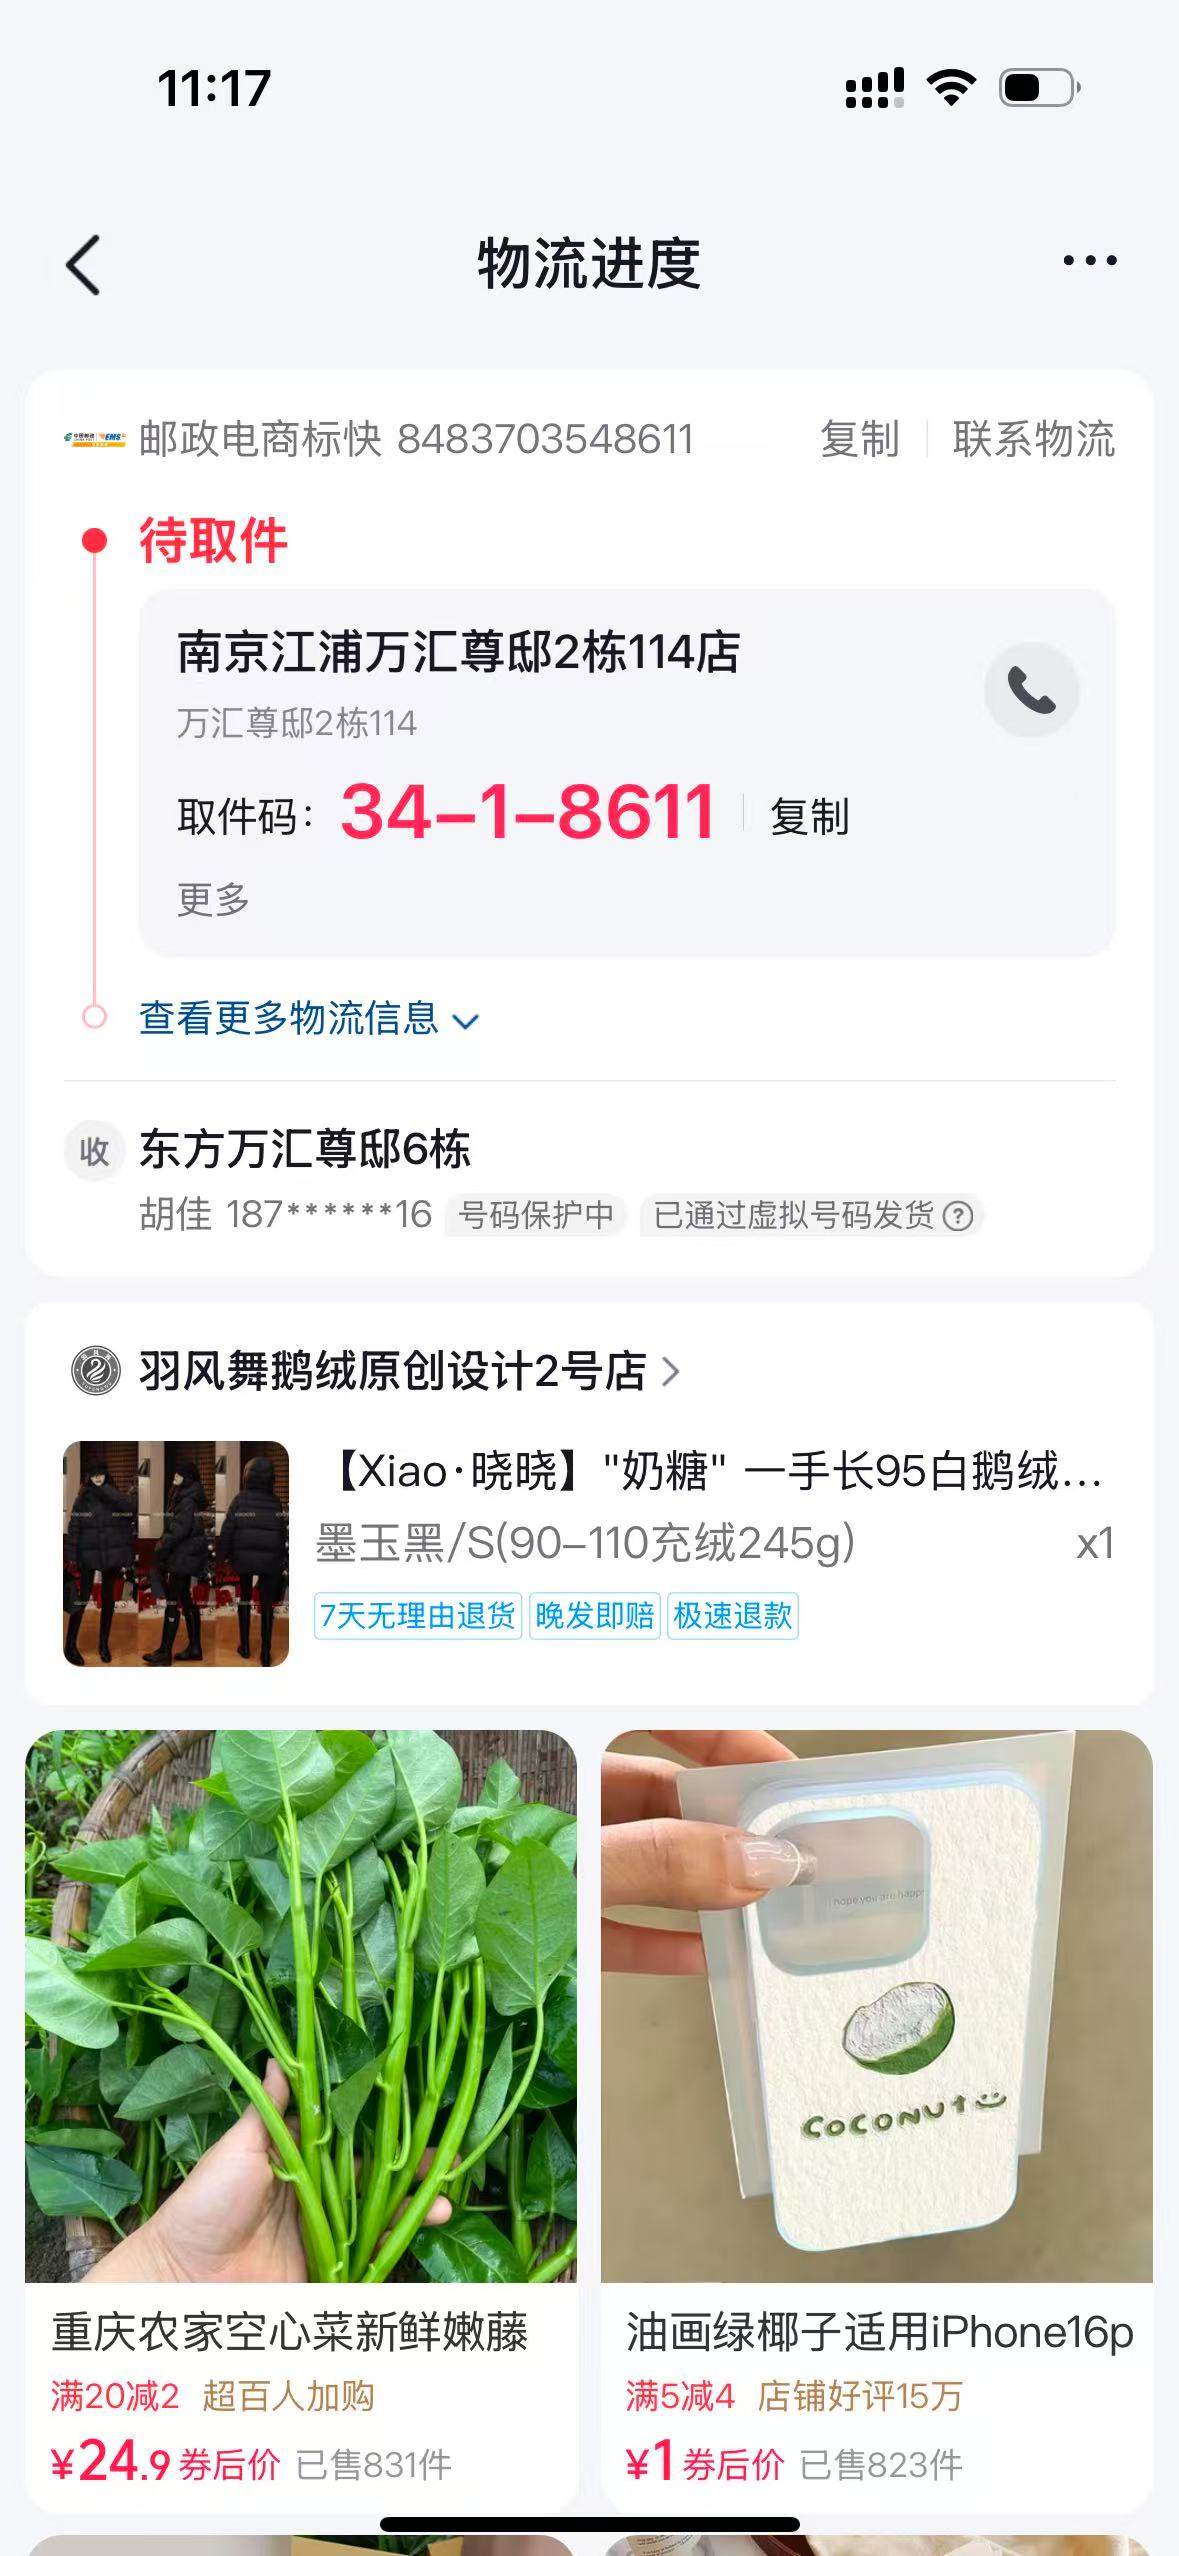 11:17
物流进度
邮政电商标快 8483703548611 复制 联系物流
待取件
南京江浦万汇尊邸2栋114店
万汇尊邸2栋114
取件码: 34-1-8611 复制
更多
查看更多物流信息
收 东方万汇尊邸6栋
胡佳 187******16 号码保护中 已通过虚拟号码发货
羽风舞鹅绒原创设计2号店
【Xiao·晓晓】"奶糖" 一手长95白鹅绒...
墨玉黑/S(90-110充绒245g) x1
7天无理由退货 晚发即赔 极速退款
I hope you are happy
COCONUT
重庆农家空心菜新鲜嫩藤
满20减2 超百人加购
¥24.9 券后价 已售831件
油画绿椰子适用iPhone16p
满5减4 店铺好评15万
¥1 券后价 已售823件